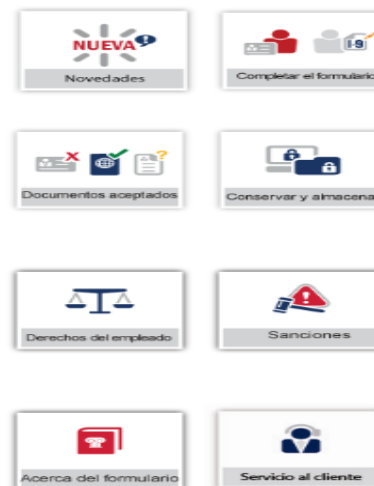 NUEVA
Novedades
I-9
Completar el formulario
Documentos aceptados
Conservar y almacena
Derechos del empleado
Sanciones
Acerca del formulario
Servicio al cliente